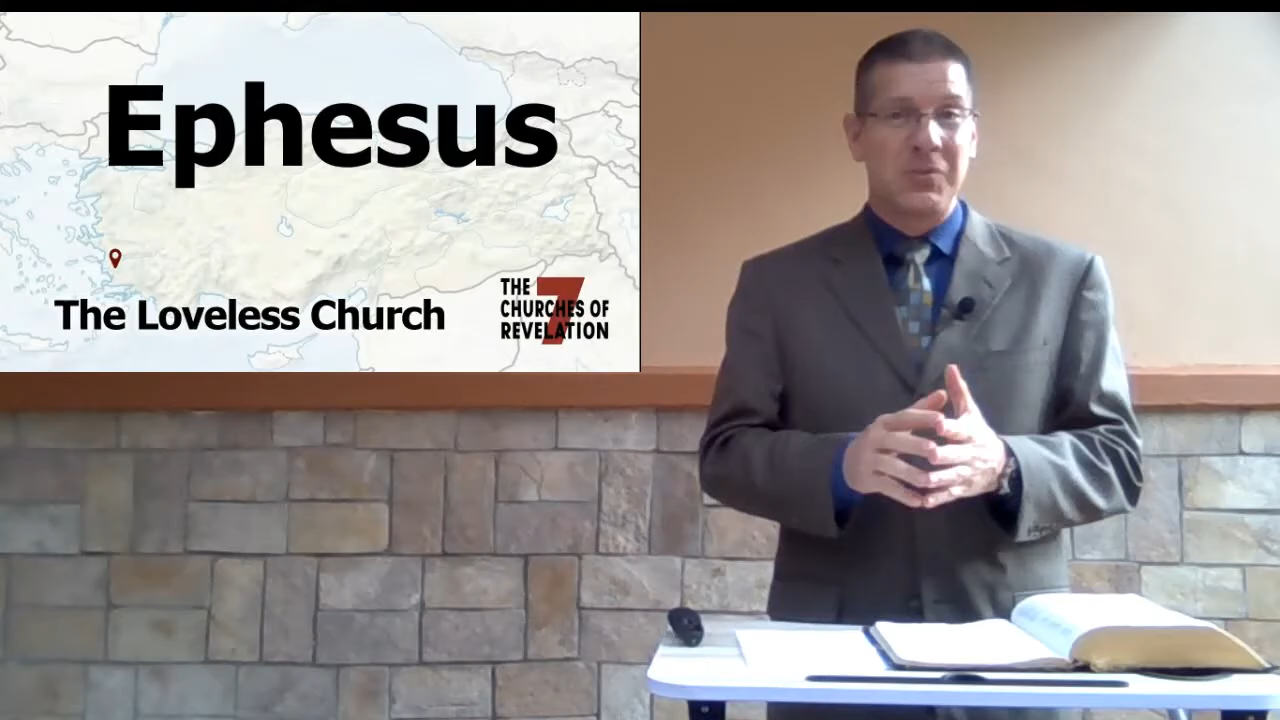 Ephesus
The Loveless Church
THE
CHURCHES OF
REVELATION
7